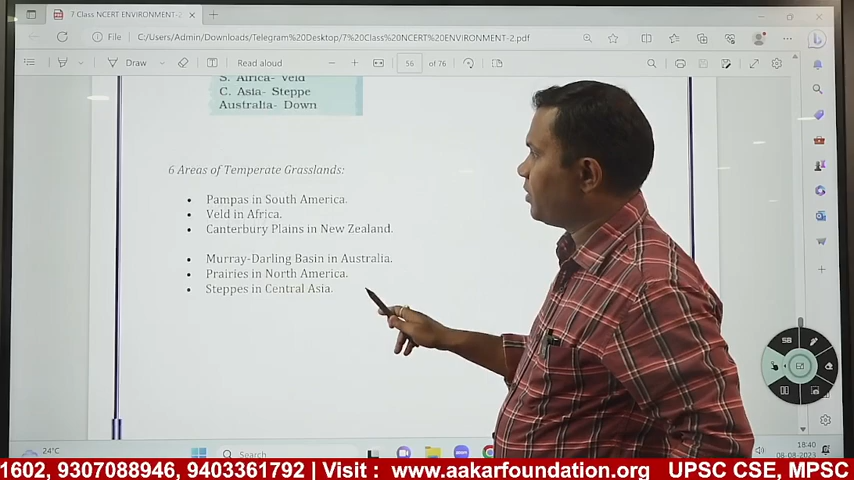 7 Class NCERT ENVIRONMENT-2
File
C:/Users/Admin/Downloads/Telegram%20Desktop/7%20Class%20NCERT%20ENVIRONMENT-2.pdf
Draw
Read aloud
56 of 76
S. Africa- Veld
C. Asia- Steppe
Australia- Down
6 Areas of Temperate Grasslands:
• Pampas in South America.
• Veld in Africa.
• Canterbury Plains in New Zealand.
• Murray-Darling Basin in Australia.
• Prairies in North America.
• Steppes in Central Asia.
SB
24°C
Search
18:40
08-08-2023
1602, 9307088946, 9403361792 | Visit : www.aakarfoundation.org UPSC CSE, MPSC